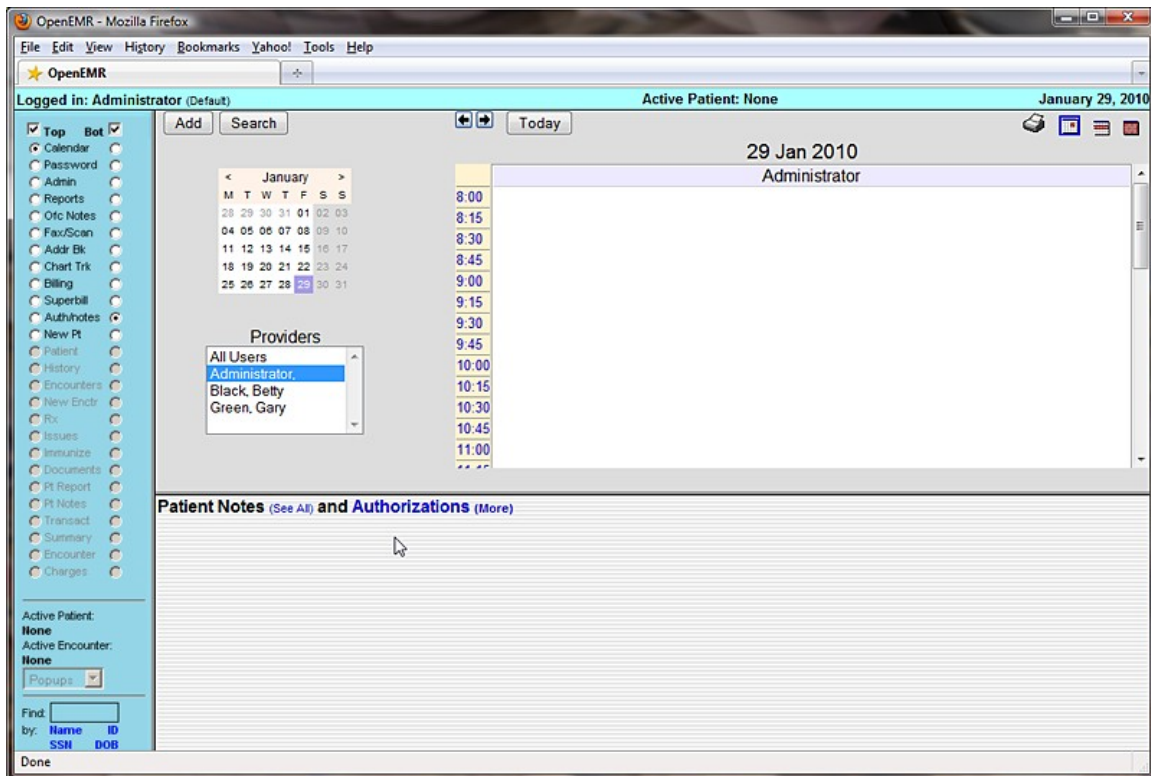 OpenEMR - Mozilla Firefox
File Edit View History Bookmarks Yahoo! Tools Help
OpenEMR
Logged in: Administrator (Default) Active Patient: None January 29, 2010
Top Bot
Calendar
Password
Admin
Reports
Ofc Notes
Fax/Scan
Addr Bk
Chart Trk
Billing
Superbill
Auth/notes
New Pt
Patient
History
Encounters
New Enctr
Rx
Issues
Immunize
Documents
Pt Report
Pt Notes
Transact
Summary
Encounter
Charges
Active Patient:
None
Active Encounter:
None
Popups
Find:
by: Name ID
SSN DOB
Add Search
< January >
M T W T F S S
28 29 30 31 01 02 03
04 05 06 07 08 09 10
11 12 13 14 15 16 17
18 19 20 21 22 23 24
25 26 27 28 29 30 31
Providers
All Users
Administrator,
Black, Betty
Green, Gary
Today
29 Jan 2010
Administrator
8:00
8:15
8:30
8:45
9:00
9:15
9:30
9:45
10:00
10:15
10:30
10:45
11:00
Patient Notes (See All) and Authorizations (More)
Done